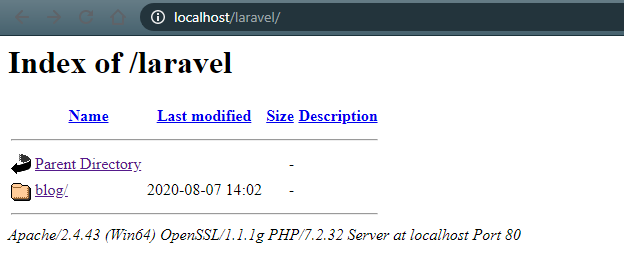 localhost/laravel/
Index of /laravel
Name Last modified Size Description
Parent Directory -
blog/ 2020-08-07 14:02 -
Apache/2.4.43 (Win64) OpenSSL/1.1.1g PHP/7.2.32 Server at localhost Port 80